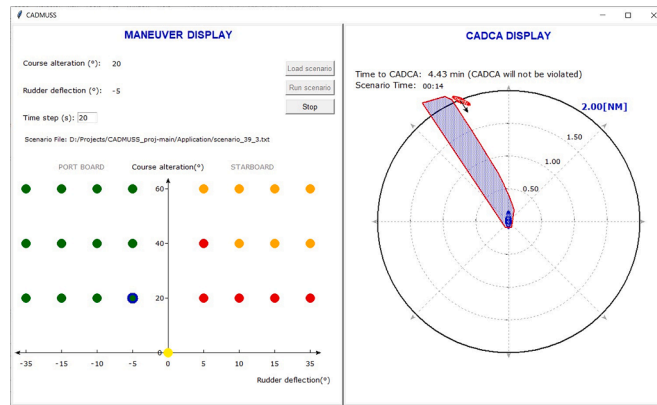 CADMUSS
MANEUVER DISPLAY
Course alteration (°): 20
Rudder deflection (°): -5
Time step (s): 20
Load scenario
Run scenario
Stop
Scenario File: D:/Projects/CADMUSS_proj-main/Application/scenario_39_3.txt
PORT BOARD Course alteration(°) STARBOARD
60
40
20
0
-35 -15 -10 -5 0 5 10 15 35
Rudder deflection(°)
CADCA DISPLAY
Time to CADCA: 4.43 min (CADCA will not be violated)
Scenario Time: 00:14
2.00[NM]
1.50
1.00
0.50